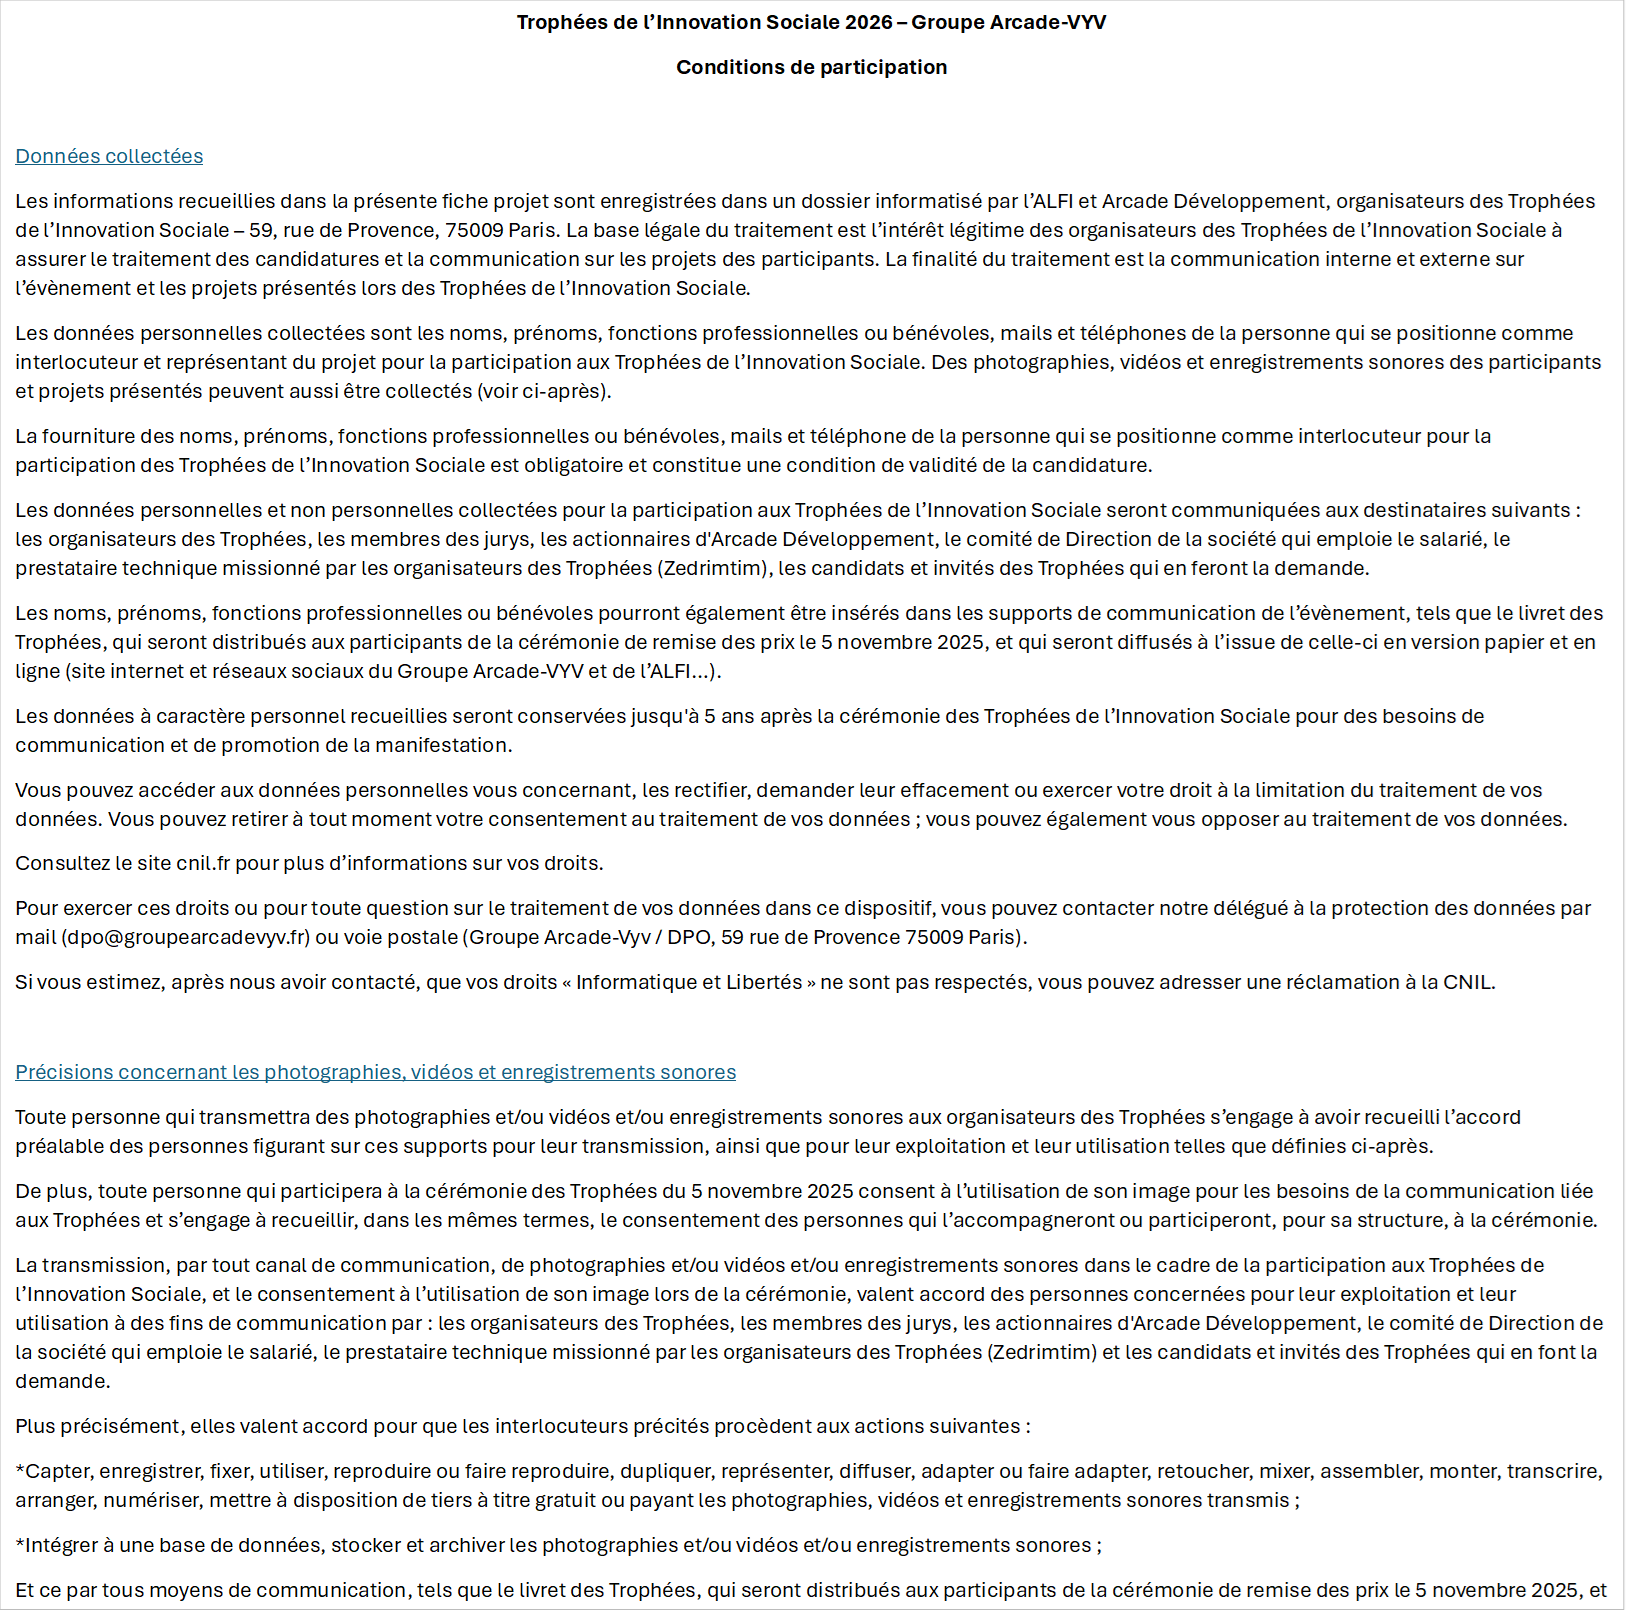 Trophées de l’Innovation Sociale 2026 – Groupe Arcade-VYV
Conditions de participation
Données collectées
Les informations recueillies dans la présente fiche projet sont enregistrées dans un dossier informatisé par l’ALFI et Arcade Développement, organisateurs des Trophées
de l’Innovation Sociale – 59, rue de Provence, 75009 Paris. La base légale du traitement est l’intérêt légitime des organisateurs des Trophées de l’Innovation Sociale à
assurer le traitement des candidatures et la communication sur les projets des participants. La finalité du traitement est la communication interne et externe sur
l’évènement et les projets présentés lors des Trophées de l’Innovation Sociale.
Les données personnelles collectées sont les noms, prénoms, fonctions professionnelles ou bénévoles, mails et téléphones de la personne qui se positionne comme
interlocuteur et représentant du projet pour la participation aux Trophées de l’Innovation Sociale. Des photographies, vidéos et enregistrements sonores des participants
et projets présentés peuvent aussi être collectés (voir ci-après).
La fourniture des noms, prénoms, fonctions professionnelles ou bénévoles, mails et téléphone de la personne qui se positionne comme interlocuteur pour la
participation des Trophées de l’Innovation Sociale est obligatoire et constitue une condition de validité de la candidature.
Les données personnelles et non personnelles collectées pour la participation aux Trophées de l’Innovation Sociale seront communiquées aux destinataires suivants :
les organisateurs des Trophées, les membres des jurys, les actionnaires d'Arcade Développement, le comité de Direction de la société qui emploie le salarié, le
prestataire technique missionné par les organisateurs des Trophées (Zedrimtim), les candidats et invités des Trophées qui en feront la demande.
Les noms, prénoms, fonctions professionnelles ou bénévoles pourront également être insérés dans les supports de communication de l’évènement, tels que le livret des
Trophées, qui seront distribués aux participants de la cérémonie de remise des prix le 5 novembre 2025, et qui seront diffusés à l’issue de celle-ci en version papier et en
ligne (site internet et réseaux sociaux du Groupe Arcade-VYV et de l’ALFI…).
Les données à caractère personnel recueillies seront conservées jusqu'à 5 ans après la cérémonie des Trophées de l’Innovation Sociale pour des besoins de
communication et de promotion de la manifestation.
Vous pouvez accéder aux données personnelles vous concernant, les rectifier, demander leur effacement ou exercer votre droit à la limitation du traitement de vos
données. Vous pouvez retirer à tout moment votre consentement au traitement de vos données ; vous pouvez également vous opposer au traitement de vos données.
Consultez le site cnil.fr pour plus d’informations sur vos droits.
Pour exercer ces droits ou pour toute question sur le traitement de vos données dans ce dispositif, vous pouvez contacter notre délégué à la protection des données par
mail (dpo@groupearcadevyv.fr) ou voie postale (Groupe Arcade-Vyv / DPO, 59 rue de Provence 75009 Paris).
Si vous estimez, après nous avoir contacté, que vos droits « Informatique et Libertés » ne sont pas respectés, vous pouvez adresser une réclamation à la CNIL.
Précisions concernant les photographies, vidéos et enregistrements sonores
Toute personne qui transmettra des photographies et/ou vidéos et/ou enregistrements sonores aux organisateurs des Trophées s’engage à avoir recueilli l’accord
préalable des personnes figurant sur ces supports pour leur transmission, ainsi que pour leur exploitation et leur utilisation telles que définies ci-après.
De plus, toute personne qui participera à la cérémonie des Trophées du 5 novembre 2025 consent à l’utilisation de son image pour les besoins de la communication liée
aux Trophées et s’engage à recueillir, dans les mêmes termes, le consentement des personnes qui l’accompagneront ou participeront, pour sa structure, à la cérémonie.
La transmission, par tout canal de communication, de photographies et/ou vidéos et/ou enregistrements sonores dans le cadre de la participation aux Trophées de
l’Innovation Sociale, et le consentement à l’utilisation de son image lors de la cérémonie, valent accord des personnes concernées pour leur exploitation et leur
utilisation à des fins de communication par : les organisateurs des Trophées, les membres des jurys, les actionnaires d'Arcade Développement, le comité de Direction de
la société qui emploie le salarié, le prestataire technique missionné par les organisateurs des Trophées (Zedrimtim) et les candidats et invités des Trophées qui en font la
demande.
Plus précisément, elles valent accord pour que les interlocuteurs précités procèdent aux actions suivantes :
*Capter, enregistrer, fixer, utiliser, reproduire ou faire reproduire, dupliquer, représenter, diffuser, adapter ou faire adapter, retoucher, mixer, assembler, monter, transcrire,
arranger, numériser, mettre à disposition de tiers à titre gratuit ou payant les photographies, vidéos et enregistrements sonores transmis ;
*Intégrer à une base de données, stocker et archiver les photographies et/ou vidéos et/ou enregistrements sonores ;
Et ce par tous moyens de communication, tels que le livret des Trophées, qui seront distribués aux participants de la cérémonie de remise des prix le 5 novembre 2025, et